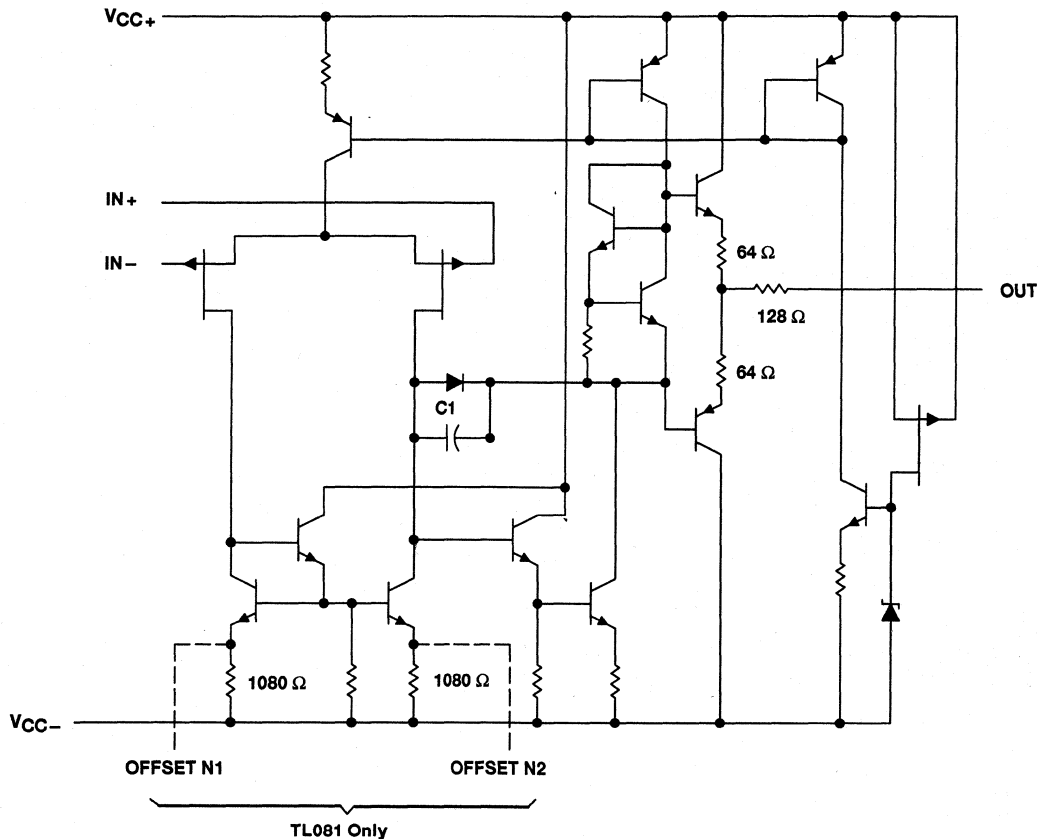 VCC+
IN+
IN−
64 Ω
OUT
128 Ω
64 Ω
C1
1080 Ω
1080 Ω
VCC−
OFFSET N1
OFFSET N2
TL081 Only